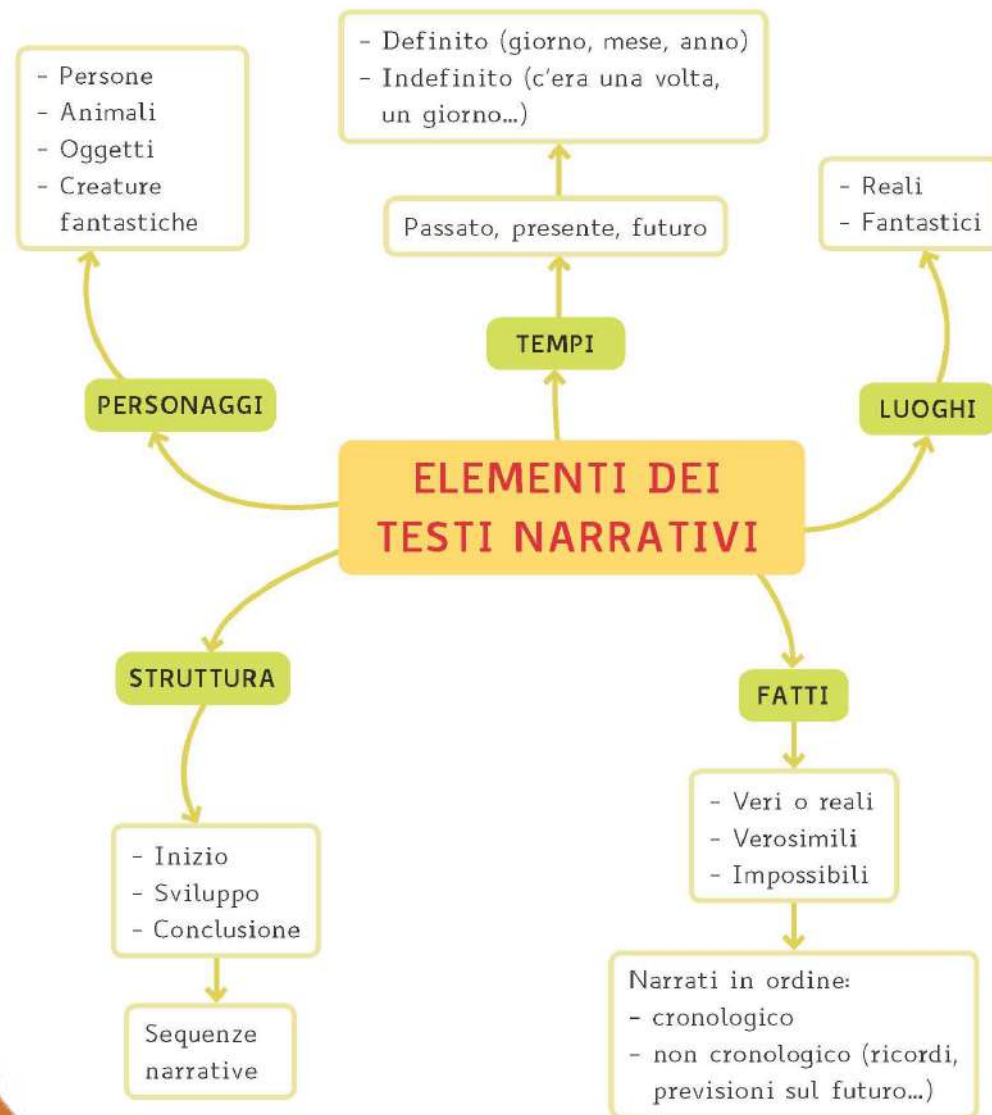 - Definito (giorno, mese, anno)
- Indefinito (c'era una volta,
un giorno...)
- Persone
- Animali
- Oggetti
- Creature
fantastiche
Passato, presente, futuro
- Reali
- Fantastici
TEMPI
PERSONAGGI
LUOGHI
ELEMENTI DEI
TESTI NARRATIVI
STRUTTURA
FATTI
- Inizio
- Sviluppo
- Conclusione
Sequenze
narrative
- Veri o reali
- Verosimili
- Impossibili
Narrati in ordine:
- cronologico
- non cronologico (ricordi,
previsioni sul futuro...)